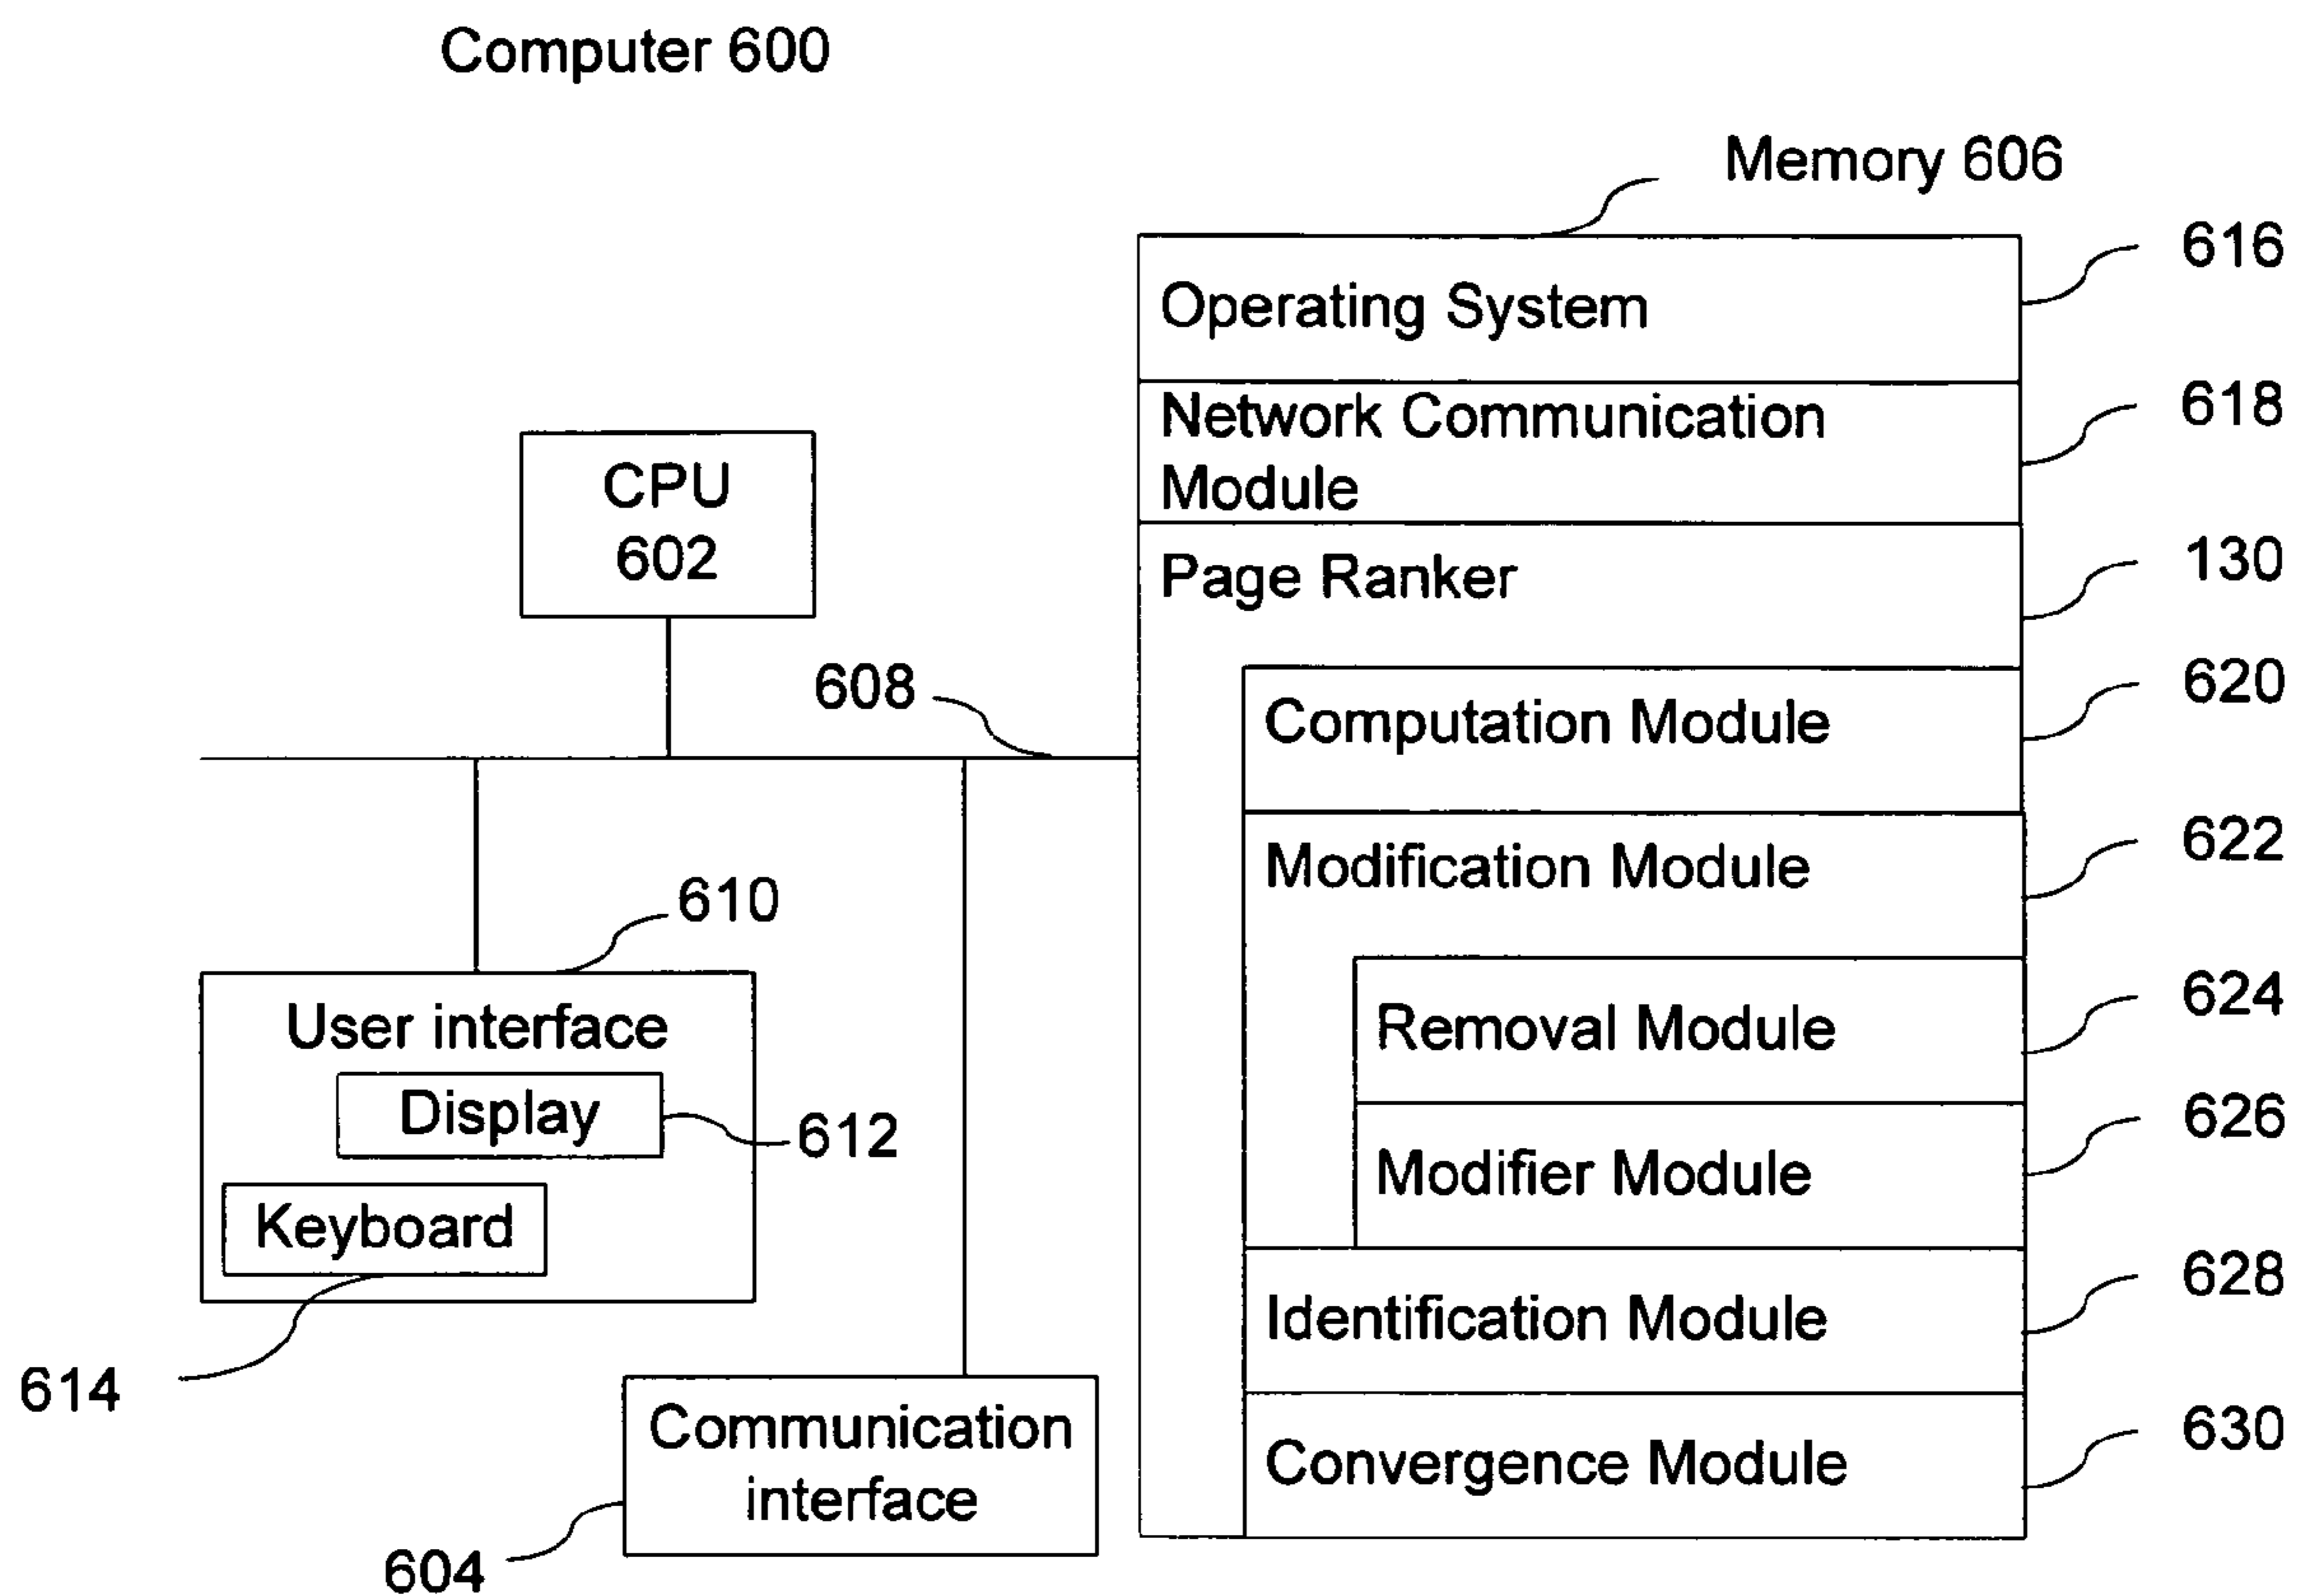 Computer 600
Memory 606
Operating System
616
Network Communication
Module
618
CPU
602
Page Ranker
130
608
Computation Module
620
Modification Module
622
610
User interface
Display
612
Keyboard
614
Removal Module
624
Modifier Module
626
Identification Module
628
Communication
interface
604
Convergence Module
630